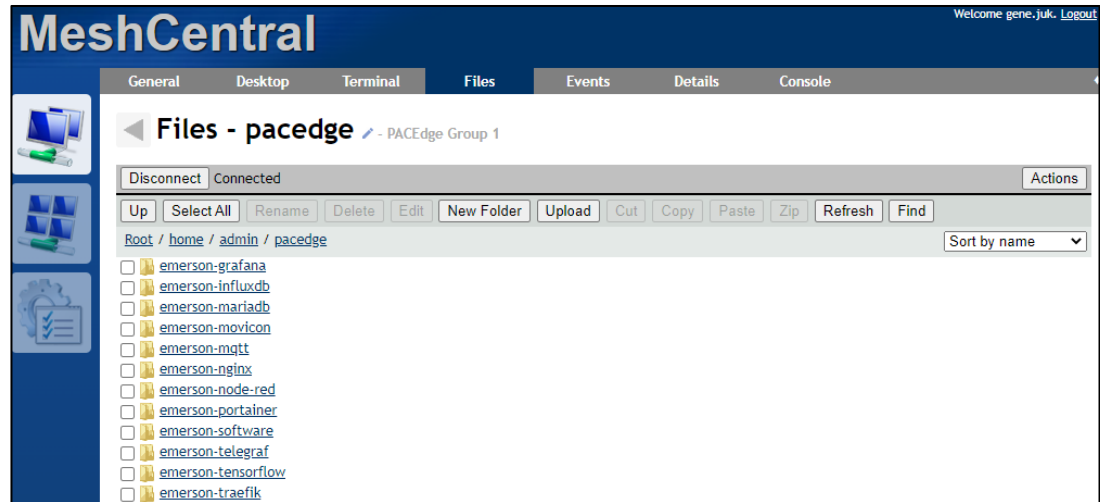 MeshCentral
Welcome gene.juk. Logout
General Desktop Terminal Files Events Details Console
Files - pacedge - PACEdge Group 1
Disconnect Connected Actions
Up Select All Rename Delete Edit New Folder Upload Cut Copy Paste Zip Refresh Find
Root / home / admin / pacedge Sort by name
emerson-grafana
emerson-influxdb
emerson-mariadb
emerson-movicon
emerson-mqtt
emerson-nginx
emerson-node-red
emerson-portainer
emerson-software
emerson-telegraf
emerson-tensorflow
emerson-traefik